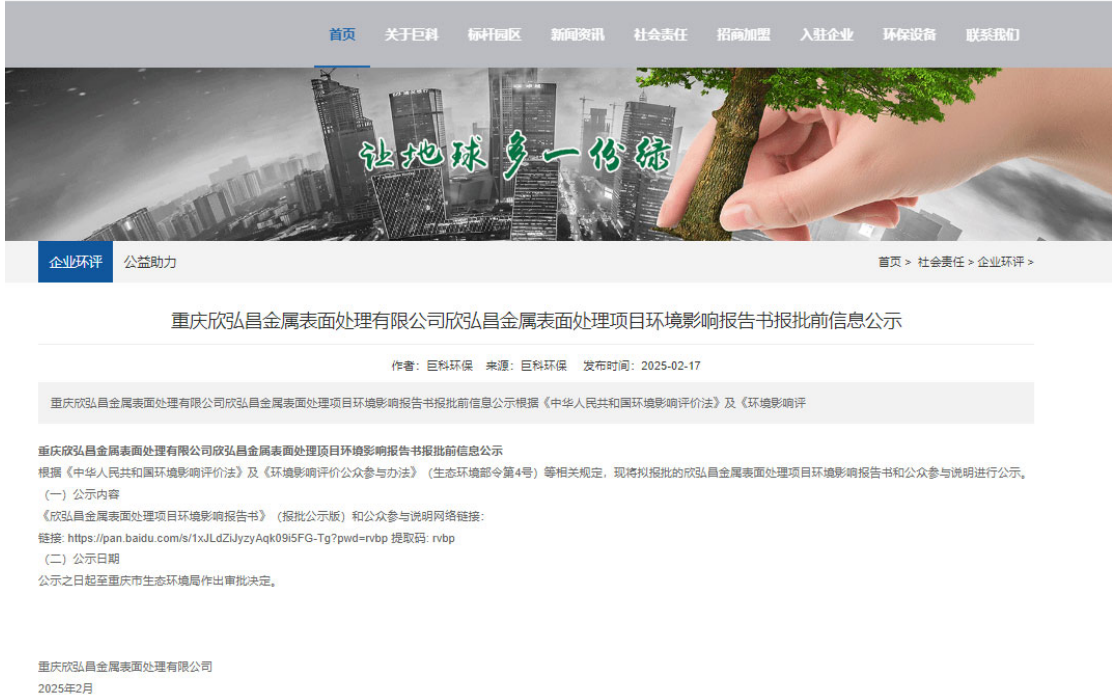 首页 关于巨科 标杆园区 新闻资讯 社会责任 招商加盟 入驻企业 环保设备 联系我们
让地球多一份绿
企业环评 公益助力 首页 > 社会责任 > 企业环评 >
重庆欣弘昌金属表面处理有限公司欣弘昌金属表面处理项目环境影响报告书报批前信息公示
作者：巨科环保 来源：巨科环保 发布时间：2025-02-17
重庆欣弘昌金属表面处理有限公司欣弘昌金属表面处理项目环境影响报告书报批前信息公示根据《中华人民共和国环境影响评价法》及《环境影响评
重庆欣弘昌金属表面处理有限公司欣弘昌金属表面处理项目环境影响报告书报批前信息公示
根据《中华人民共和国环境影响评价法》及《环境影响评价公众参与办法》（生态环境部令第4号）等相关规定，现将拟报批的欣弘昌金属表面处理项目环境影响报告书和公众参与说明进行公示。
（一）公示内容
《欣弘昌金属表面处理项目环境影响报告书》（报批公示版）和公众参与说明网络链接：
链接: https://pan.baidu.com/s/1xJLdZiJyzyAqk09i5FG-Tg?pwd=rvbp 提取码: rvbp
（二）公示日期
公示之日起至重庆市生态环境局作出审批决定。
重庆欣弘昌金属表面处理有限公司
2025年2月